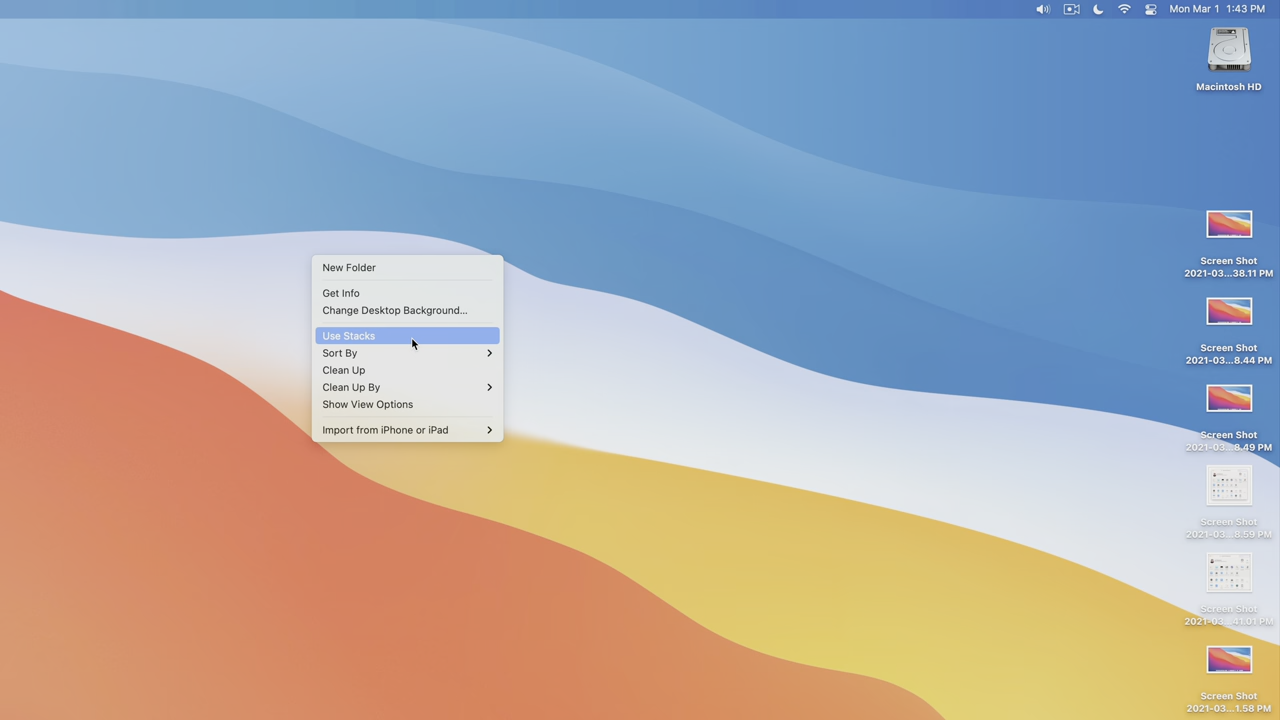 Mon Mar 1 1:43 PM
Macintosh HD
New Folder
Get Info
Change Desktop Background...
Use Stacks
Sort By
Clean Up
Clean Up By
Show View Options
Import from iPhone or iPad
Screen Shot
2021-03...38.11 PM
Screen Shot
2021-03...8.44 PM
Screen Shot
2021-03...8.49 PM
Screen Shot
2021-03...8.59 PM
Screen Shot
2021-03...41.01 PM
Screen Shot
2021-03...1.58 PM